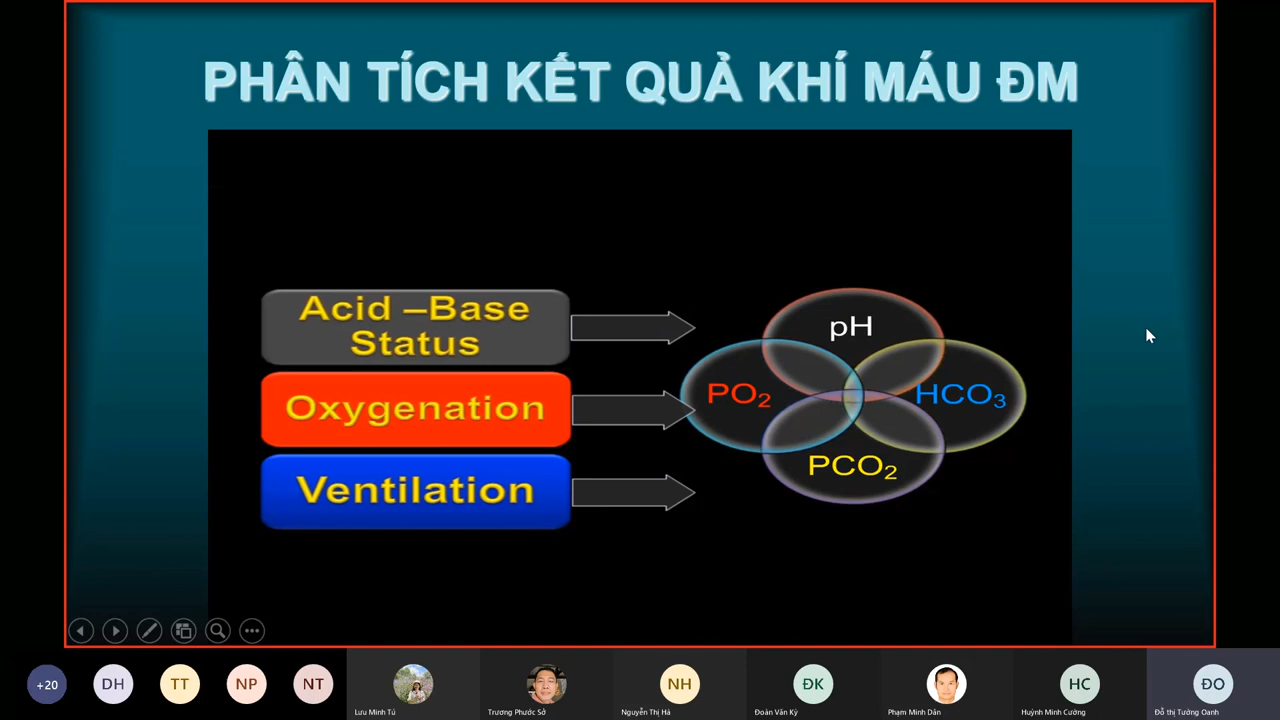 PHÂN TÍCH KẾT QUẢ KHÍ MÁU ĐM
Acid –Base
Status
Oxygenation
Ventilation
pH
PO₂
HCO₃
PCO₂
+20
DH
TT
NP
NT
NH
ĐK
HC
ĐO
Lưu Minh Tú
Trương Phước Sở
Nguyễn Thị Hà
Đoàn Văn Kỳ
Phạm Minh Dân
Huỳnh Minh Cường
Đỗ thị Tường Oanh